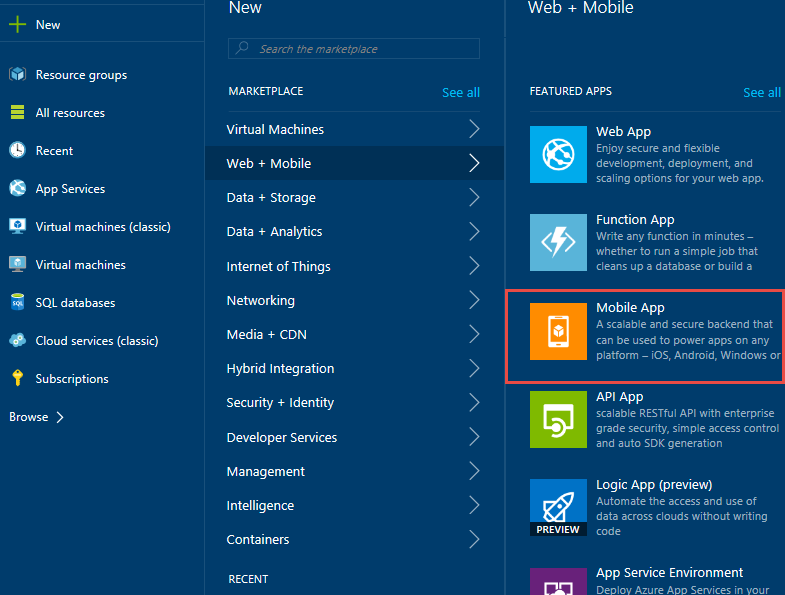 New
Resource groups
All resources
Recent
App Services
Virtual machines (classic)
Virtual machines
SQL
SQL databases
Cloud services (classic)
Subscriptions
Browse
New
Search the marketplace
MARKETPLACE
See all
Virtual Machines
Web + Mobile
Data + Storage
Data + Analytics
Internet of Things
Networking
Media + CDN
Hybrid Integration
Security + Identity
Developer Services
Management
Intelligence
Containers
RECENT
Web + Mobile
FEATURED APPS
See all
Web App
Enjoy secure and flexible
development, deployment, and
scaling options for your web app.
Function App
Write any function in minutes –
whether to run a simple job that
cleans up a database or build a
Mobile App
A scalable and secure backend that
can be used to power apps on any
platform – iOS, Android, Windows or
API App
scalable RESTful API with enterprise
grade security, simple access control
and auto SDK generation
Logic App (preview)
Automate the access and use of
data across clouds without writing
code
PREVIEW
App Service Environment
Deploy Azure App Services in your